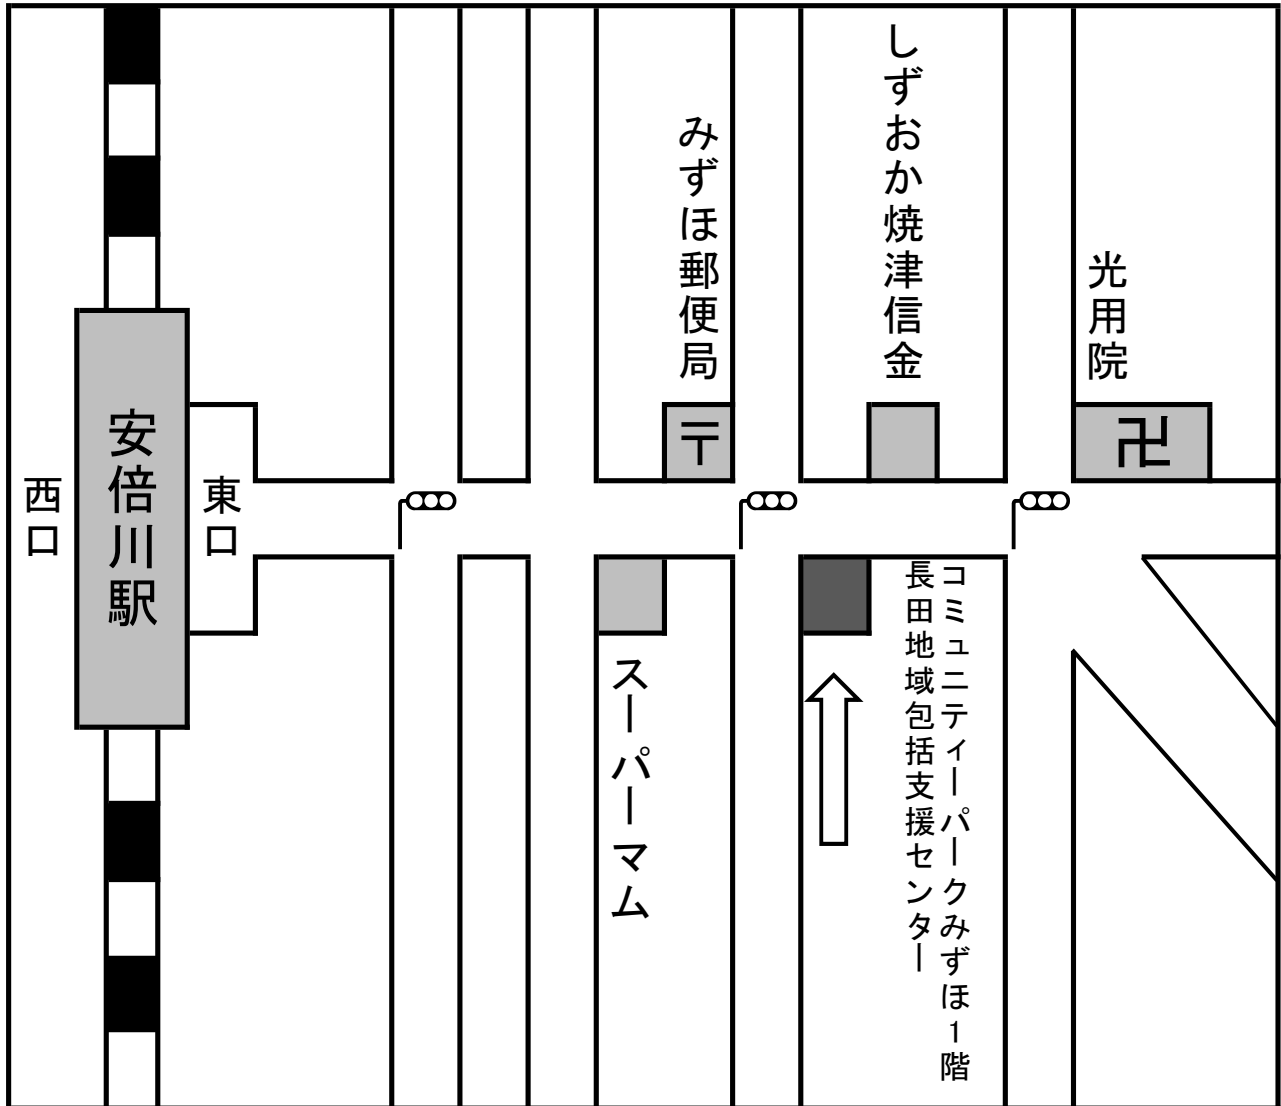 しずおか焼津信金
みずほ郵便局
光用院
〒
卍
安倍川駅
西口
東口
コミュニティーパークみずほ1階
長田地域包括支援センター
スーパーマム